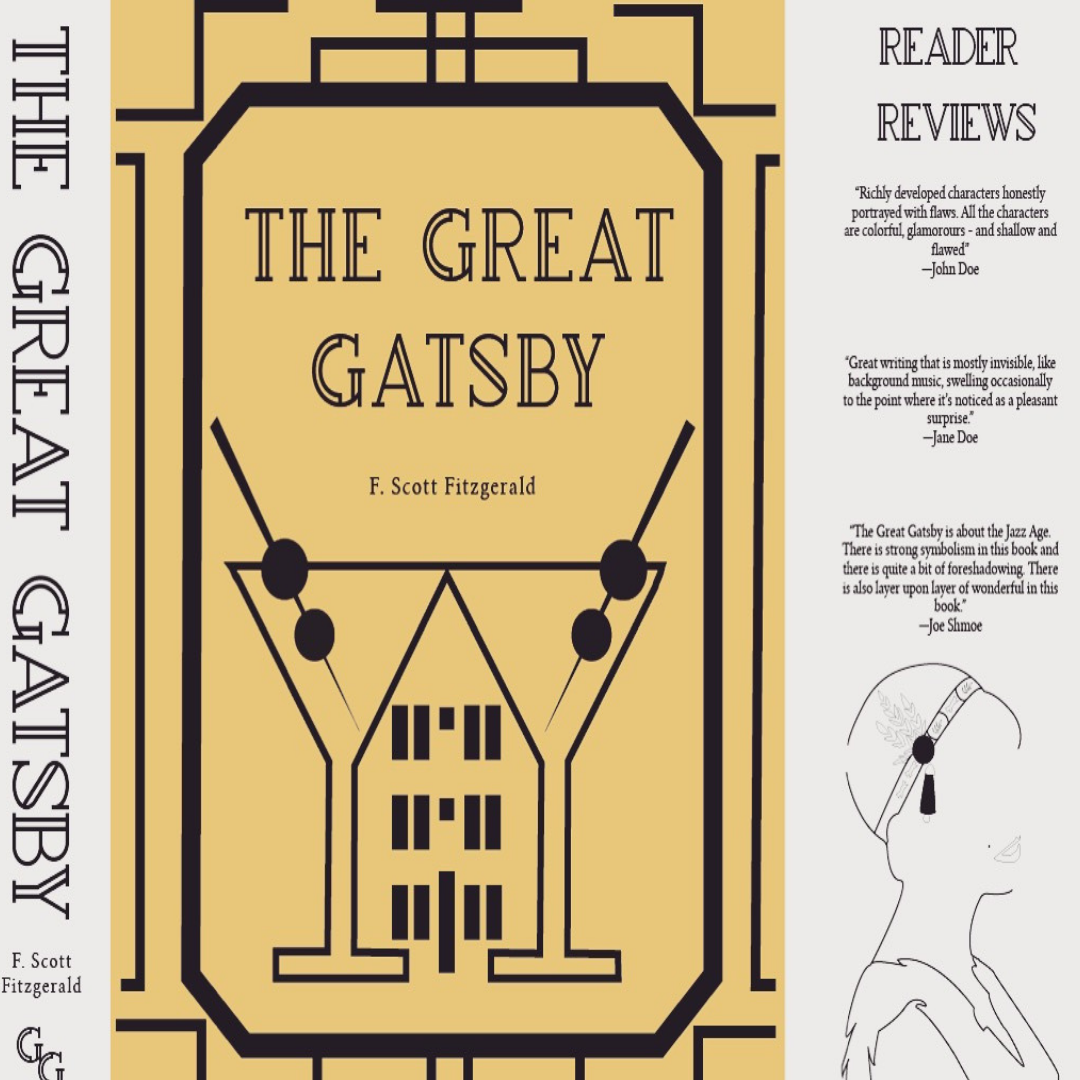 THE GREAT GATSBY
F. Scott
Fitzgerald
GG
THE GREAT
GATSBY
F. Scott Fitzgerald
READER
REVIEWS
“Richly developed characters honestly
portrayed with flaws. All the characters
are colorful, glamorours - and shallow and
flawed”
—John Doe
“Great writing that is mostly invisible, like
background music, swelling occasionally
to the point where it's noticed as a pleasant
surprise.”
—Jane Doe
“The Great Gatsby is about the Jazz Age.
There is strong symbolism in this book and
there is quite a bit of foreshadowing. There
is also layer upon layer of wonderful in this
book.”
—Joe Shmoe